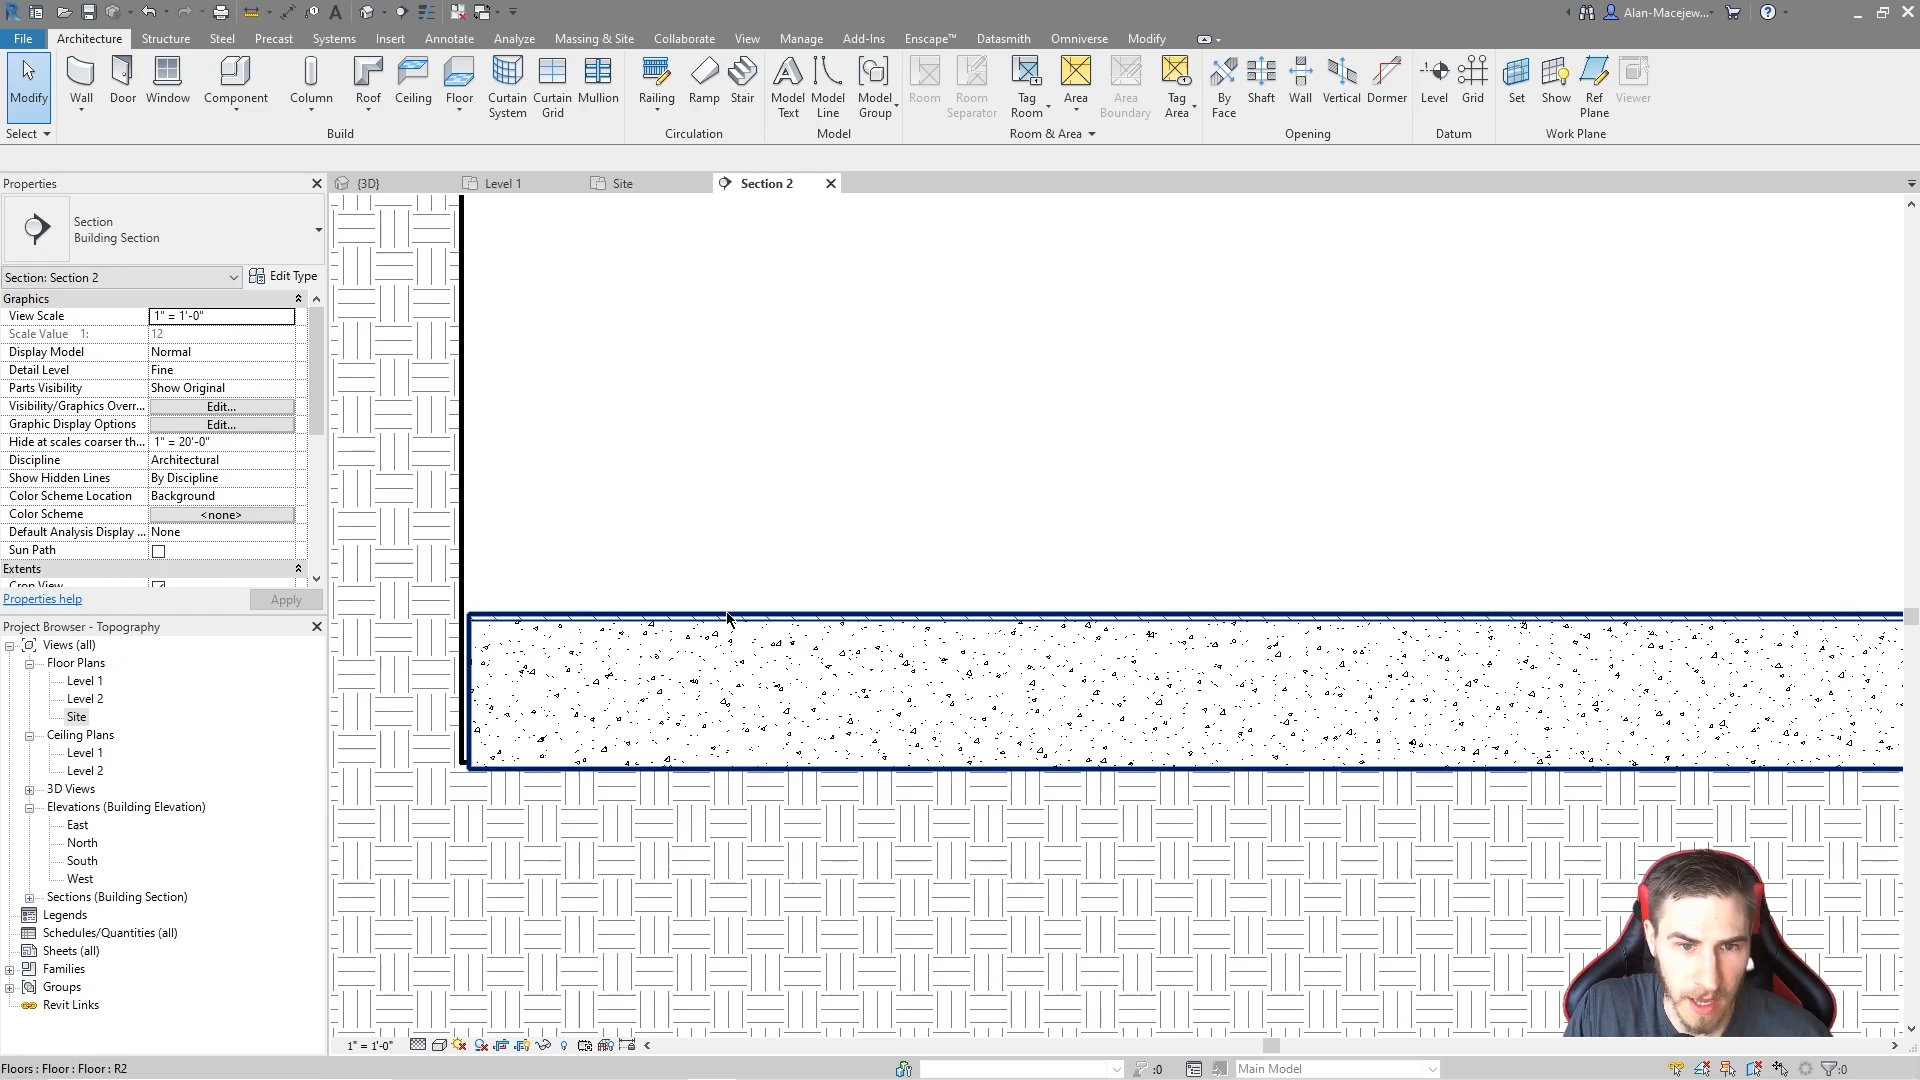 Alan-Macejew...
File Architecture Structure Steel Precast Systems Insert Annotate Analyze Massing & Site Collaborate View Manage Add-Ins Enscape™ Datasmith Omniverse Modify
Modify Wall Door Window Component Column Roof Ceiling Floor Curtain System Curtain Grid Mullion Railing Ramp Stair Model Text Model Line Model Group Room Room Separator Tag Room Area Area Boundary Tag Area By Face Shaft Wall Vertical Dormer Level Grid Set Show Ref Plane Viewer
Select Build Circulation Model Room & Area Opening Datum Work Plane
Properties
{3D} Level 1 Site Section 2
Section
Building Section
Section: Section 2 Edit Type
Graphics
View Scale 1" = 1'-0"
Scale Value 1: 12
Display Model Normal
Detail Level Fine
Parts Visibility Show Original
Visibility/Graphics Overr... Edit...
Graphic Display Options Edit...
Hide at scales coarser th... 1" = 20'-0"
Discipline Architectural
Show Hidden Lines By Discipline
Color Scheme Location Background
Color Scheme <none>
Default Analysis Display ... None
Sun Path
Extents
Crop View
Properties help Apply
Project Browser - Topography
Views (all)
Floor Plans
Level 1
Level 2
Site
Ceiling Plans
Level 1
Level 2
3D Views
Elevations (Building Elevation)
East
North
South
West
Sections (Building Section)
Legends
Schedules/Quantities (all)
Sheets (all)
Families
Groups
Revit Links
1" = 1'-0"
Floors : Floor : Floor : R2
:0
Main Model
:0